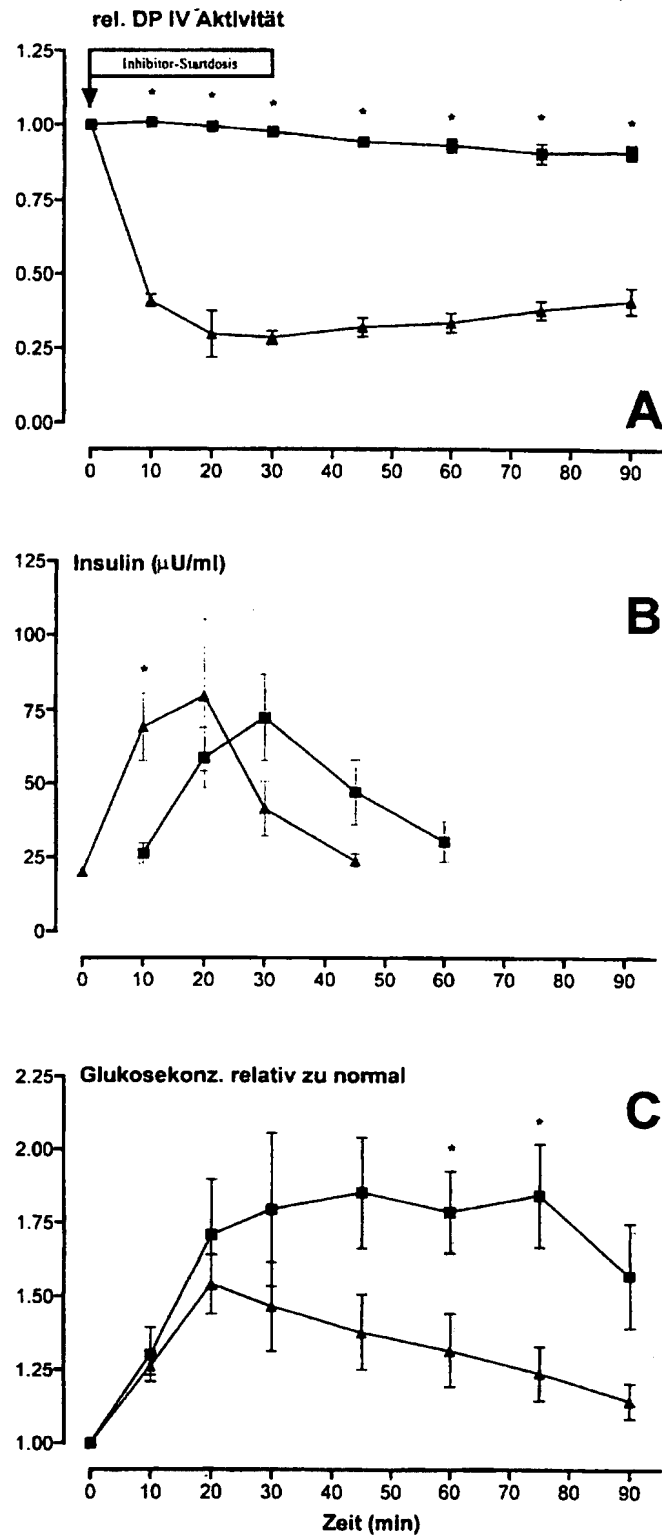 rel. DP IV Aktivität
1.25
1.00
0.75
0.50
0.25
0.00
Inhibitor-Startdosis
* * * * * * *
A
0 10 20 30 40 50 60 70 80 90
Insulin (µU/ml)
125
100
75
50
25
0
*
B
0 10 20 30 40 50 60 70 80 90
Glukosekonz. relativ zu normal
2.25
2.00
1.75
1.50
1.25
1.00
* *
C
0 10 20 30 40 50 60 70 80 90
Zeit (min)